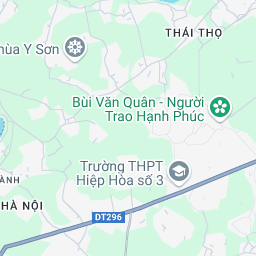 THÁI THỌ
hùa Y Sơn
Bùi Văn Quân - Người
Trao Hạnh Phúc
Trường THPT
Hiệp Hòa số 3
ÀNH
HÀ NỘI
DT296